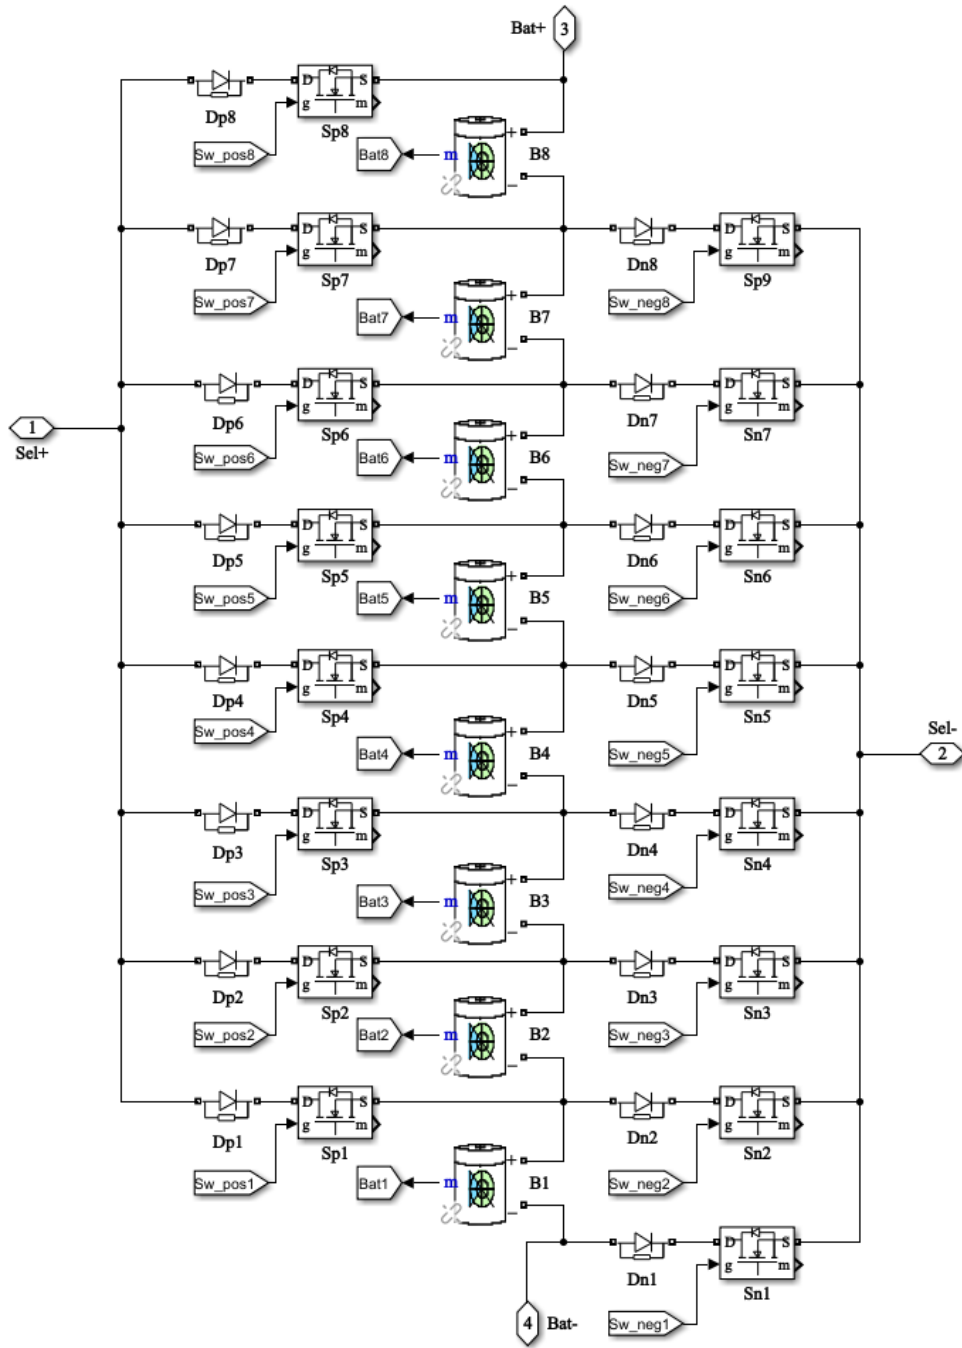 Bat+ 3
D S
g m
Dp8 Sp8
Sw_pos8 Bat8 m + B8
−
D S D S
g m g m
Dp7 Sp7 Dn8 Sp9
Sw_pos7 Bat7 m + B7 Sw_neg8
−
D S D S
g m g m
Dp6 Sp6 Dn7 Sn7
1
Sel+
Sw_pos6 Bat6 m + B6 Sw_neg7
−
D S D S
g m g m
Dp5 Sp5 Dn6 Sn6
Sw_pos5 Bat5 m + B5 Sw_neg6
−
D S D S
g m g m
Dp4 Sp4 Dn5 Sn5
Sw_pos4 Bat4 m + B4 Sw_neg5
−
Sel-
2
D S D S
g m g m
Dp3 Sp3 Dn4 Sn4
Sw_pos3 Bat3 m + B3 Sw_neg4
−
D S D S
g m g m
Dp2 Sp2 Dn3 Sn3
Sw_pos2 Bat2 m + B2 Sw_neg3
−
D S D S
g m g m
Dp1 Sp1 Dn2 Sn2
Sw_pos1 Bat1 m + B1 Sw_neg2
−
D S
g m
Dn1 Sn1
4 Bat- Sw_neg1